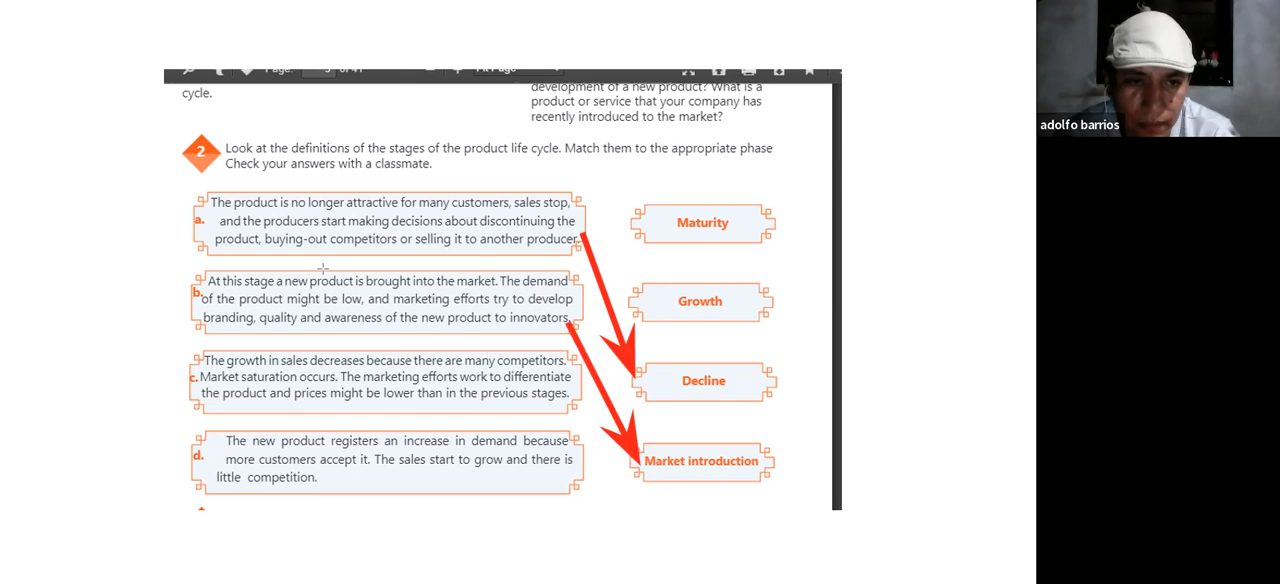 cycle.
development of a new product? What is a
product or service that your company has
recently introduced to the market?
2
Look at the definitions of the stages of the product life cycle. Match them to the appropriate phase
Check your answers with a classmate.
a.
The product is no longer attractive for many customers, sales stop,
and the producers start making decisions about discontinuing the
product, buying-out competitors or selling it to another producer.
b.
At this stage a new product is brought into the market. The demand
of the product might be low, and marketing efforts try to develop
branding, quality and awareness of the new product to innovators.
c.
The growth in sales decreases because there are many competitors.
Market saturation occurs. The marketing efforts work to differentiate
the product and prices might be lower than in the previous stages.
d.
The new product registers an increase in demand because
more customers accept it. The sales start to grow and there is
little competition.
Maturity
Growth
Decline
Market introduction
adolfo barrios